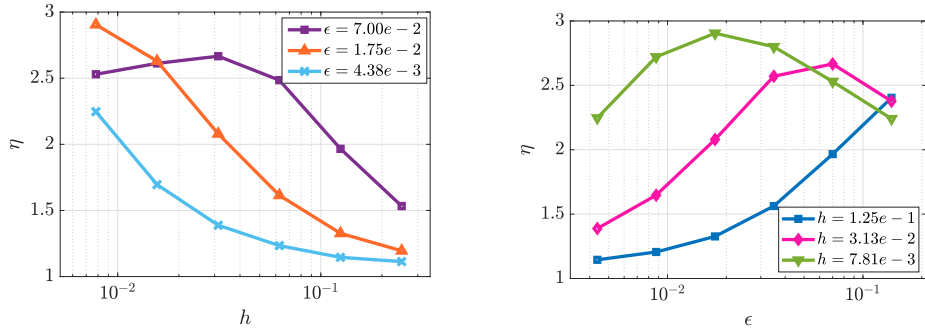 3
2.5
2
1.5
1
η
10⁻²
10⁻¹
h
ϵ = 7.00e − 2
ϵ = 1.75e − 2
ϵ = 4.38e − 3
3
2.5
2
1.5
1
η
10⁻²
10⁻¹
ϵ
h = 1.25e − 1
h = 3.13e − 2
h = 7.81e − 3